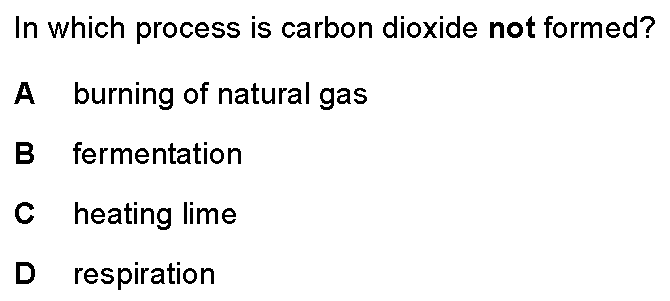 In which process is carbon dioxide not formed?
A burning of natural gas
B fermentation
C heating lime
D respiration